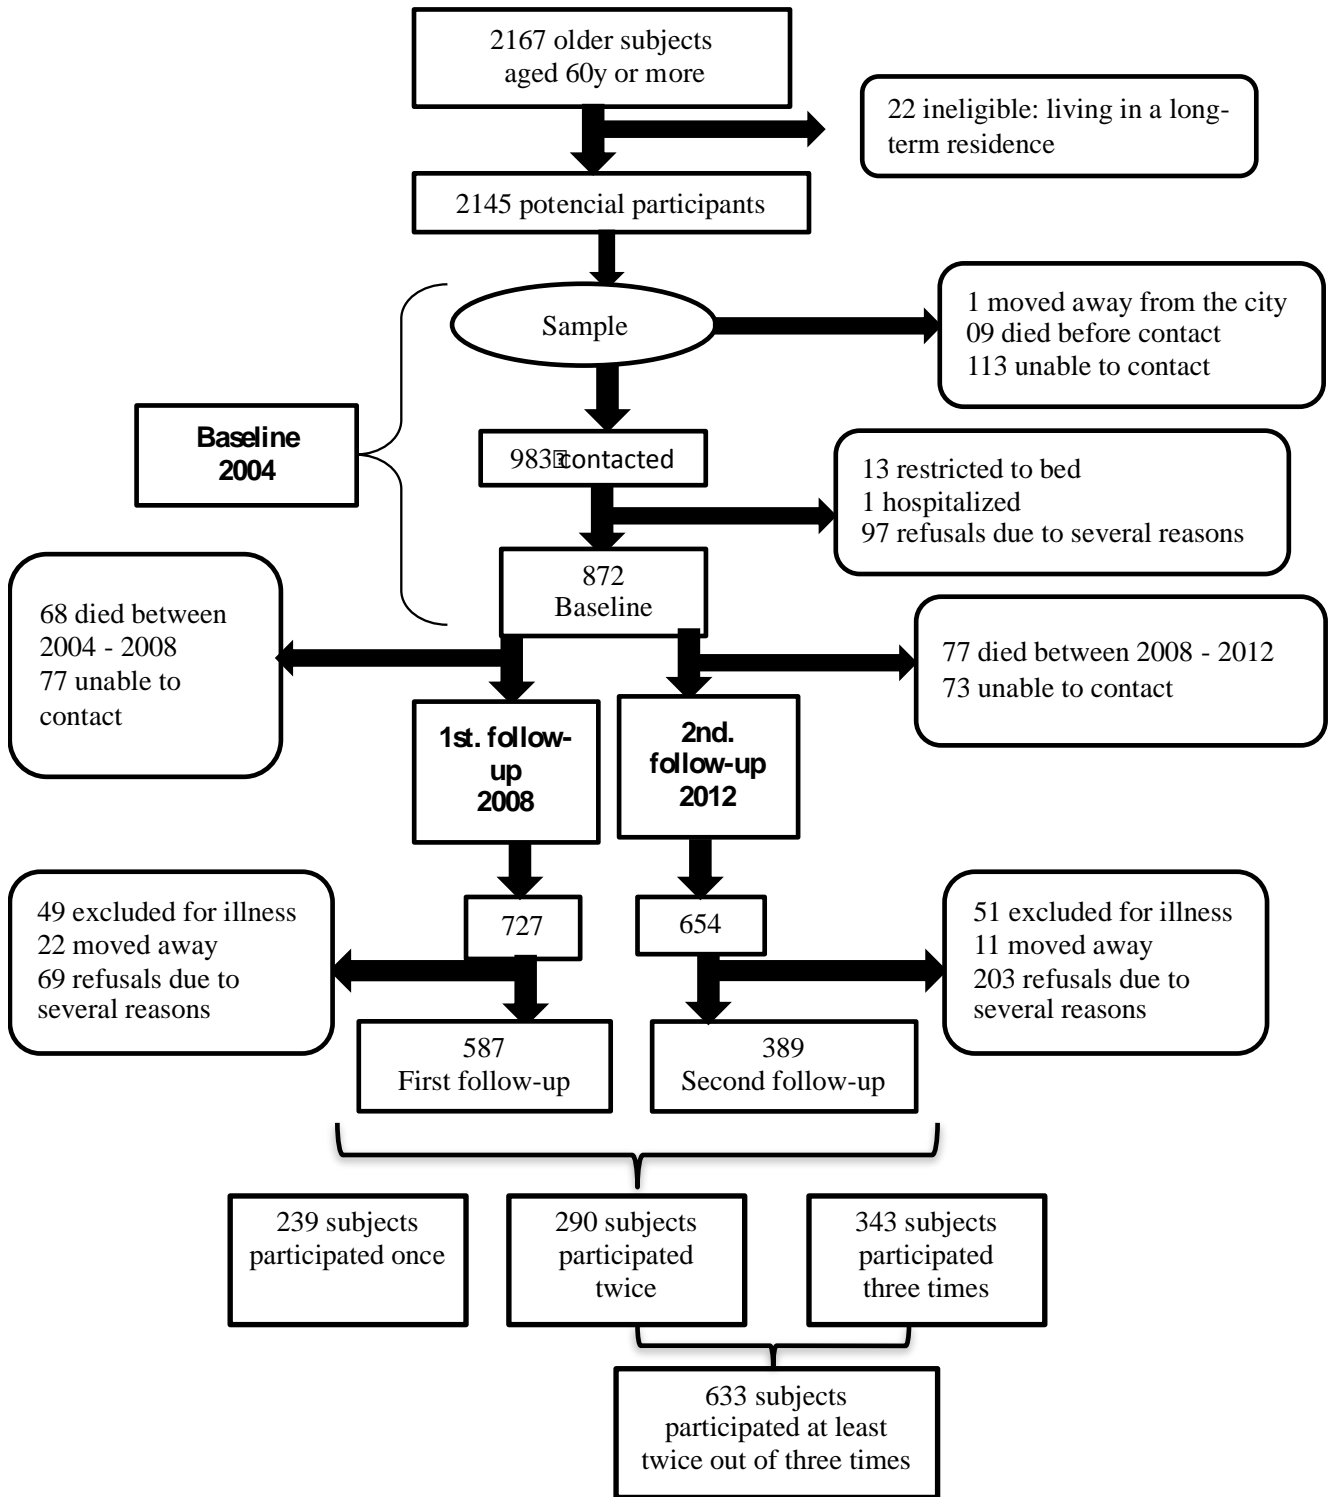 2167 older subjects
aged 60y or more
22 ineligible: living in a long-
term residence
2145 potencial participants
Sample
1 moved away from the city
09 died before contact
113 unable to contact
Baseline
2004
983 contacted
13 restricted to bed
1 hospitalized
97 refusals due to several reasons
872
Baseline
68 died between
2004 - 2008
77 unable to
contact
77 died between 2008 - 2012
73 unable to contact
1st. follow-
up
2008
2nd.
follow-up
2012
49 excluded for illness
22 moved away
69 refusals due to
several reasons
727
654
51 excluded for illness
11 moved away
203 refusals due to
several reasons
587
First follow-up
389
Second follow-up
239 subjects
participated once
290 subjects
participated
twice
343 subjects
participated
three times
633 subjects
participated at least
twice out of three times